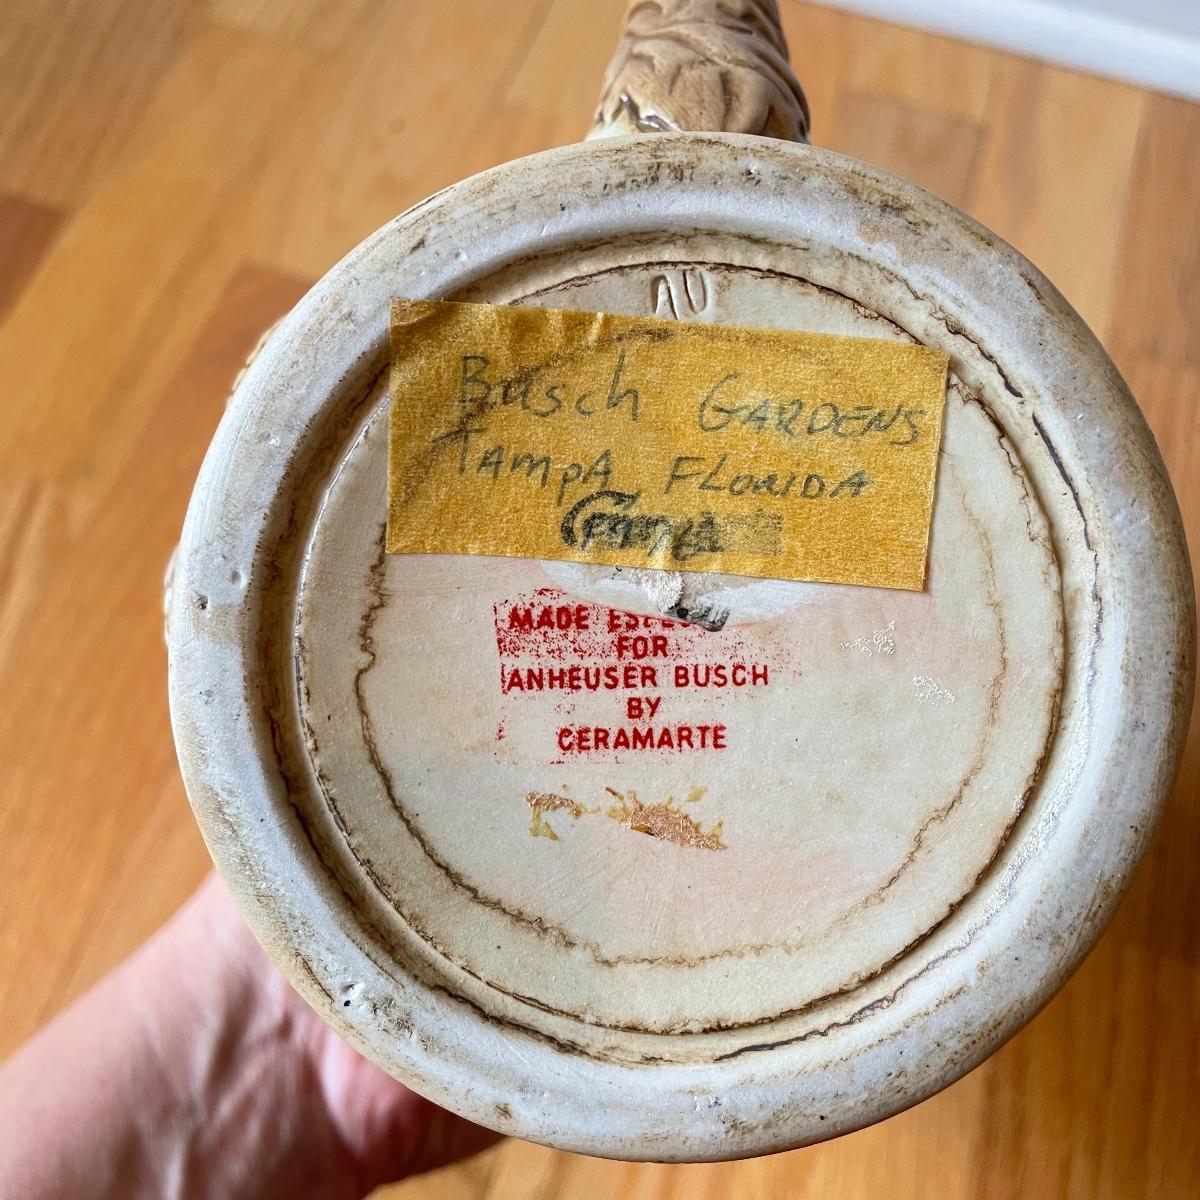 AU
Busch GARDENS
TAmpA FLORIDA
MADE
FOR
ANHEUSER BUSCH
BY
CERAMARTE